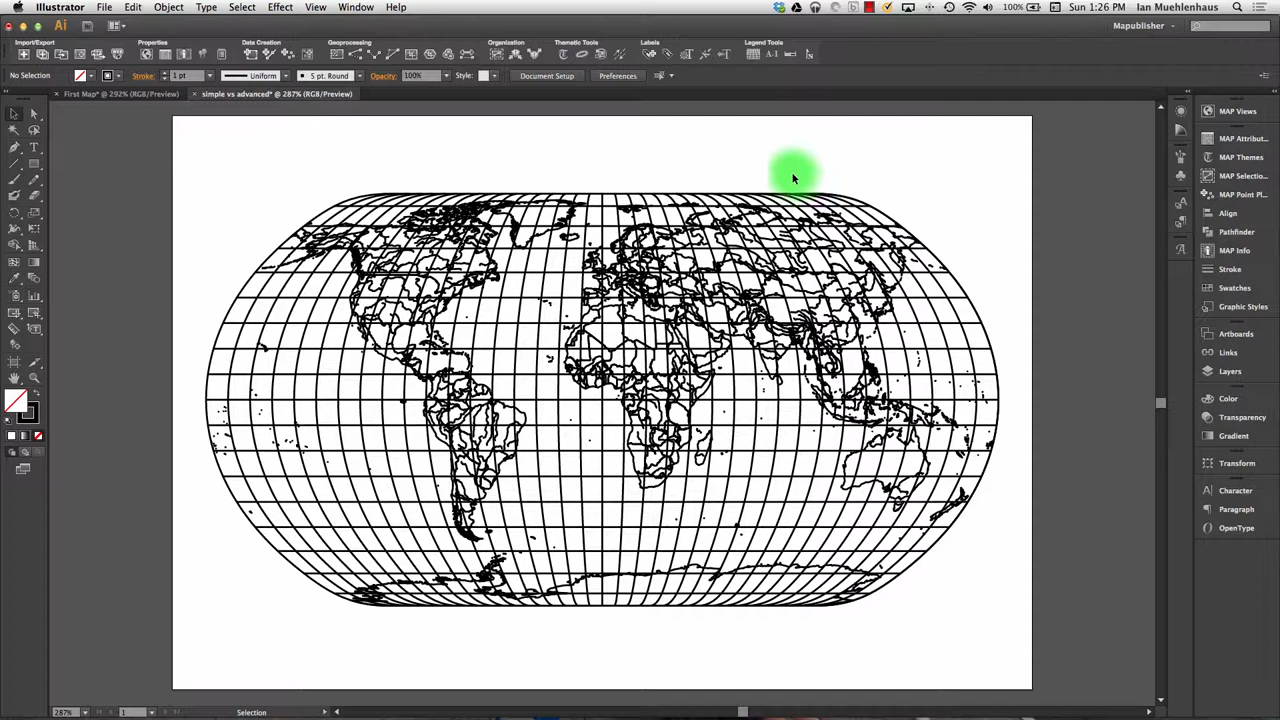 Illustrator File Edit Object Type Select Effect View Window Help 100% Sun 1:26 PM Ian Muehlenhaus
Ai Mapublisher
Import/Export Properties Data Creation Geoprocessing Organization Thematic Tools Labels Legend Tools
A-1
No Selection Stroke: 1 pt Uniform 5 pt. Round Opacity: 100% Style: Document Setup Preferences
× First Map* @ 292% (RGB/Preview) × simple vs advanced* @ 287% (RGB/Preview)
MAP Views
MAP Attribut...
MAP Themes
MAP Selectio...
MAP Point Pl...
Align
Pathfinder
MAP Info
Stroke
Swatches
Graphic Styles
Artboards
Links
Layers
Color
Transparency
Gradient
Transform
Character
Paragraph
OpenType
287% 1 Selection